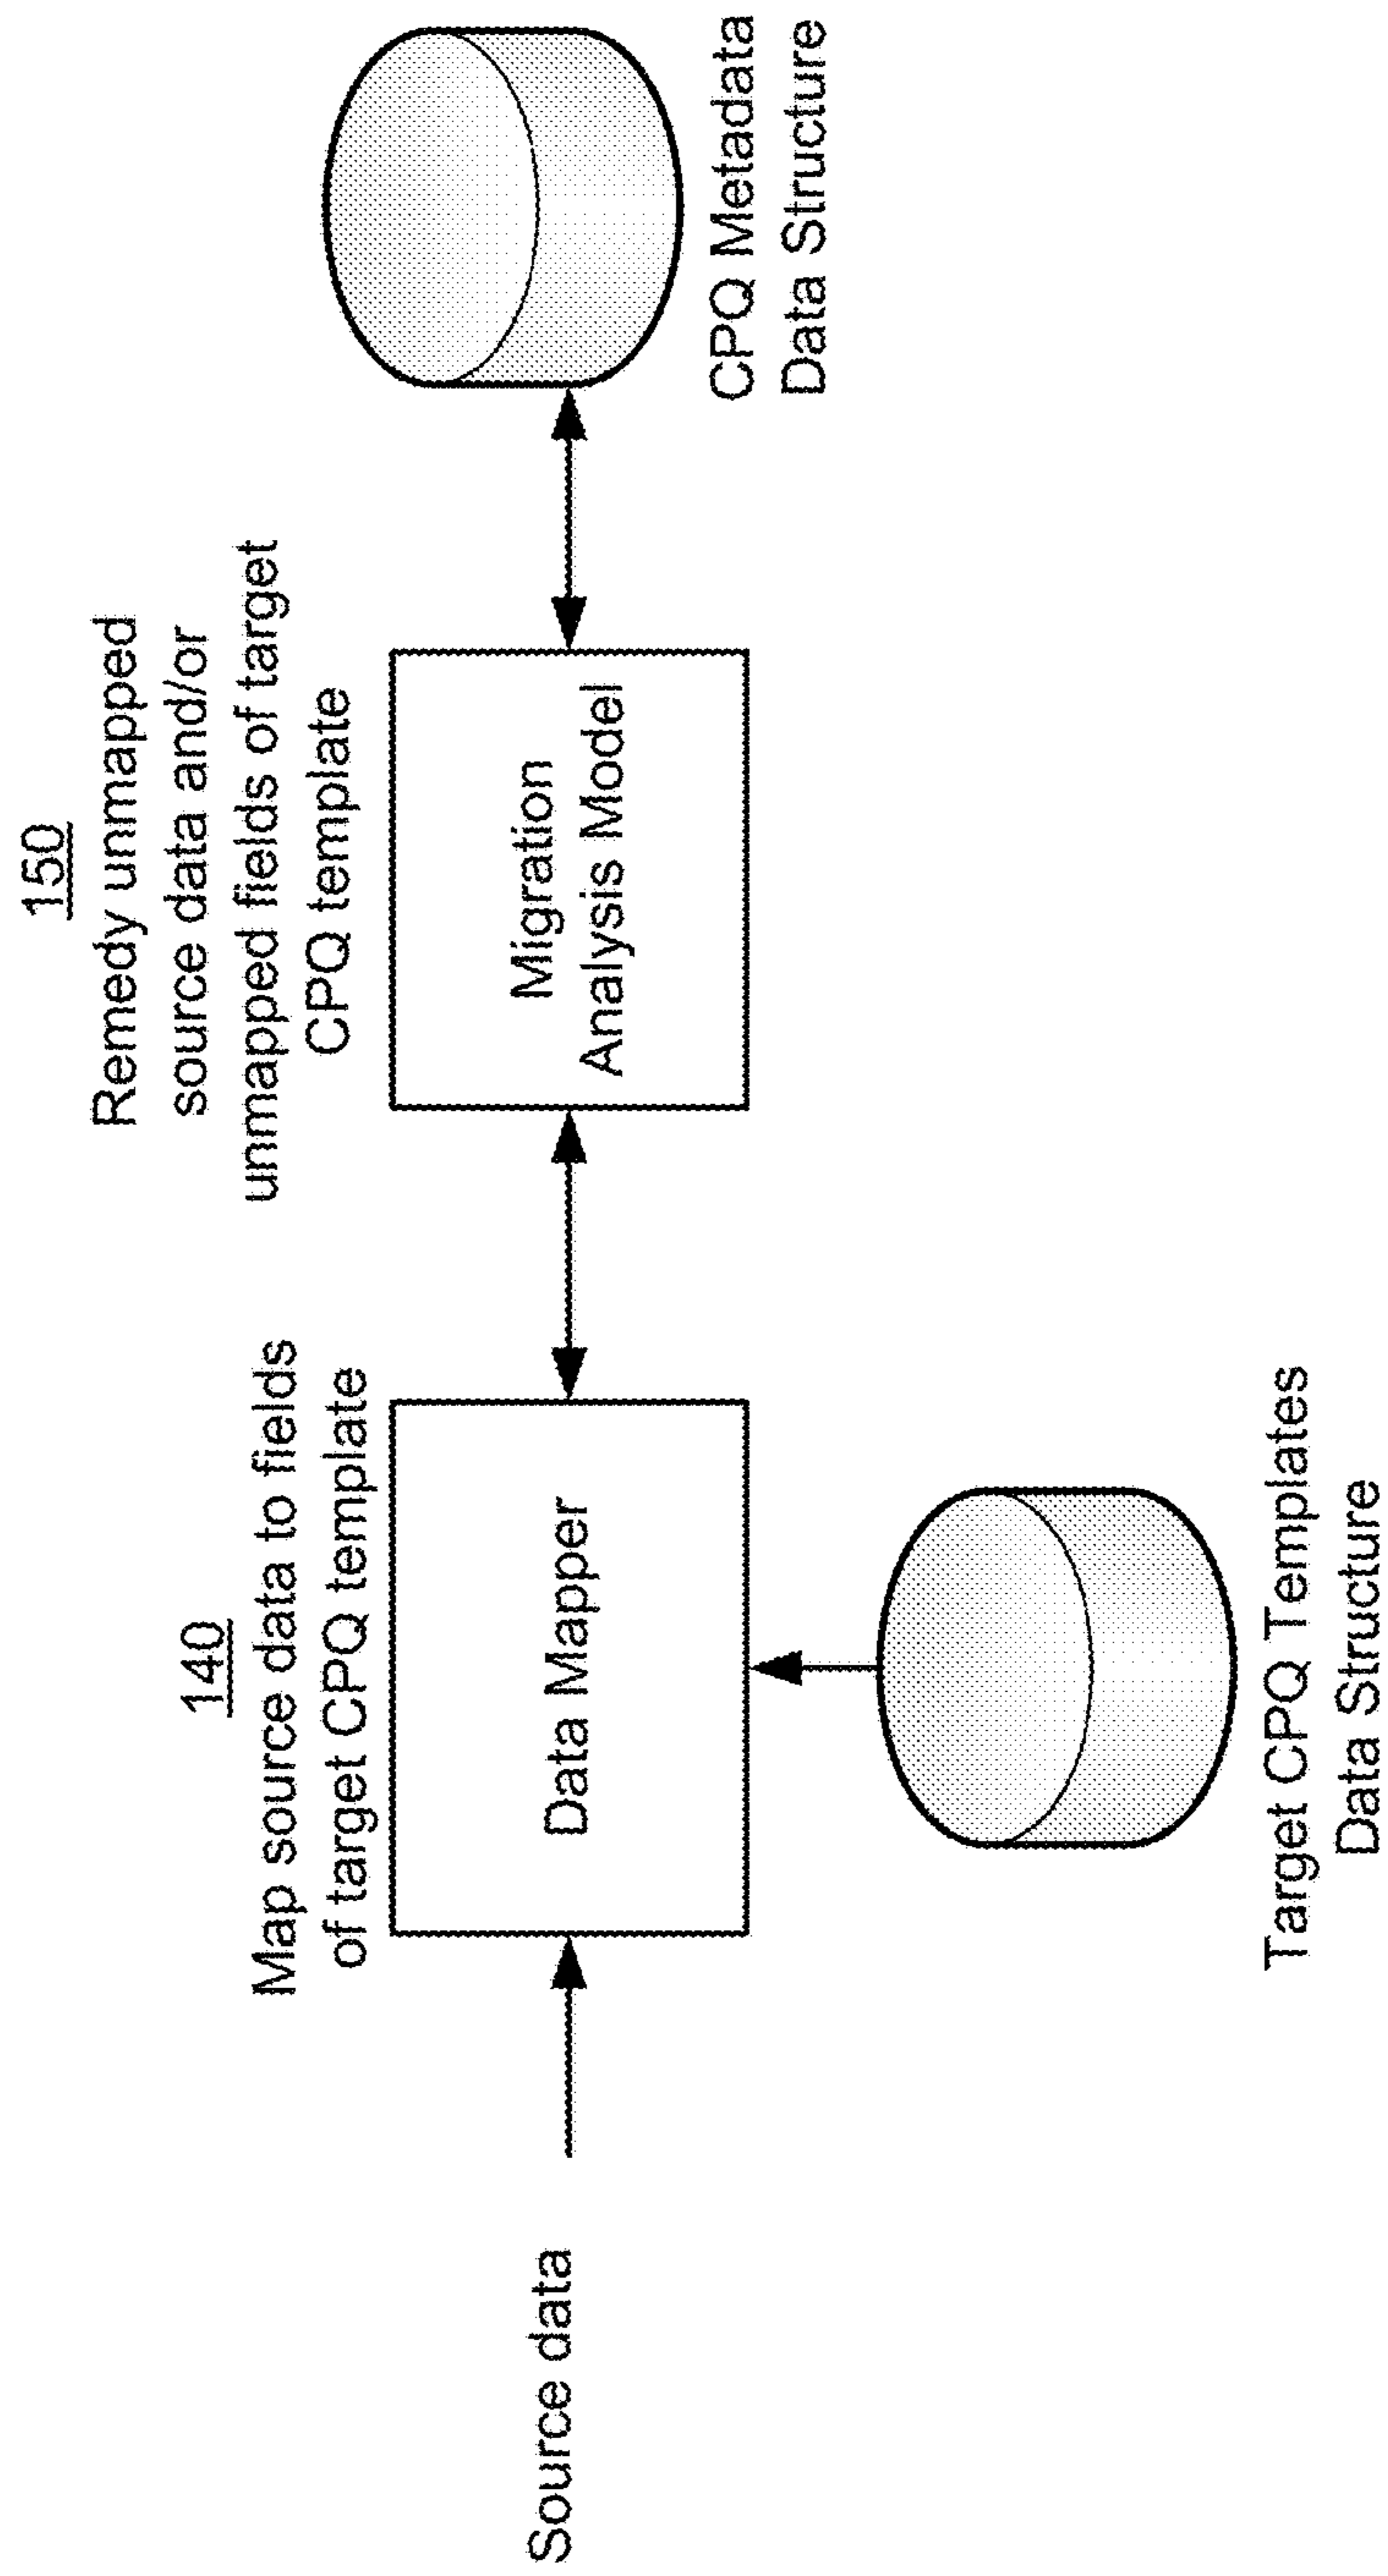 150
Remedy unmapped
source data and/or
unmapped fields of target
CPQ template
140
Map source data to fields
of target CPQ template
Source data
Data Mapper
Migration
Analysis Model
CPQ Metadata
Data Structure
Target CPQ Templates
Data Structure